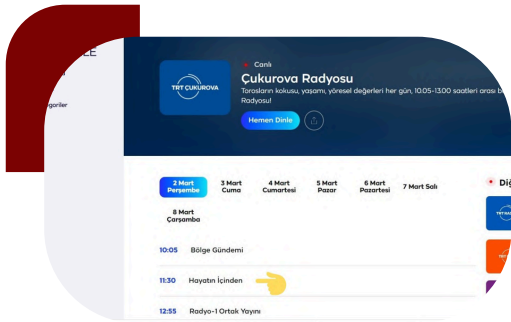 Canlı
TRT ÇUKUROVA
Çukurova Radyosu
Torosların kokusu, yaşamı, yöresel değerleri her gün, 10.05-13.00 saatleri arası
Radyosu!
Hemen Dinle
goriler
2 Mart Perşembe
3 Mart Cuma
4 Mart Cumartesi
5 Mart Pazar
6 Mart Pazartesi
7 Mart Salı
8 Mart Çarşamba
10:05 Bölge Gündemi
11:30 Hayatın İçinden
12:55 Radyo-1 Ortak Yayını